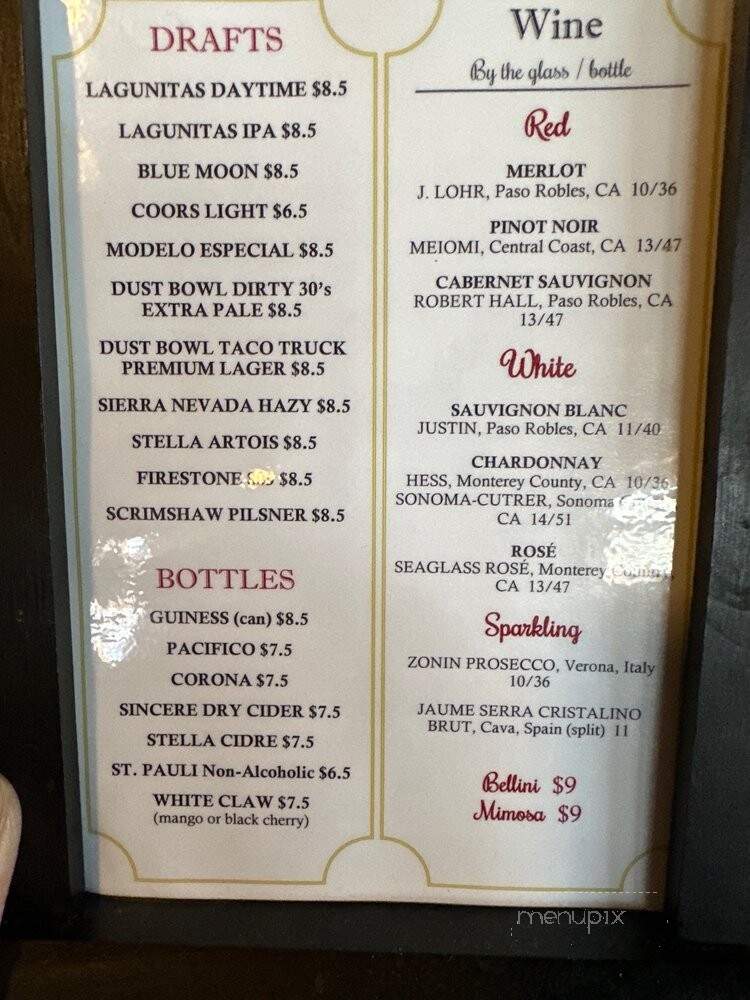 DRAFTS
LAGUNITAS DAYTIME $8.5
LAGUNITAS IPA $8.5
BLUE MOON $8.5
COORS LIGHT $6.5
MODELO ESPECIAL $8.5
DUST BOWL DIRTY 30's
EXTRA PALE $8.5
DUST BOWL TACO TRUCK
PREMIUM LAGER $8.5
SIERRA NEVADA HAZY $8.5
STELLA ARTOIS $8.5
FIRESTONE $8.5
SCRIMSHAW PILSNER $8.5
BOTTLES
GUINESS (can) $8.5
PACIFICO $7.5
CORONA $7.5
SINCERE DRY CIDER $7.5
STELLA CIDRE $7.5
ST. PAULI Non-Alcoholic $6.5
WHITE CLAW $7.5
(mango or black cherry)
Wine
By the glass / bottle
Red
MERLOT
J. LOHR, Paso Robles, CA 10/36
PINOT NOIR
MEIOMI, Central Coast, CA 13/47
CABERNET SAUVIGNON
ROBERT HALL, Paso Robles, CA
13/47
White
SAUVIGNON BLANC
JUSTIN, Paso Robles, CA 11/40
CHARDONNAY
HESS, Monterey County, CA 10/36
SONOMA-CUTRER, Sonoma
CA 14/51
ROSÉ
SEAGLASS ROSÉ, Monterey County,
CA 13/47
Sparkling
ZONIN PROSECCO, Verona, Italy
10/36
JAUME SERRA CRISTALINO
BRUT, Cava, Spain (split) 11
Bellini $9
Mimosa $9
menupix